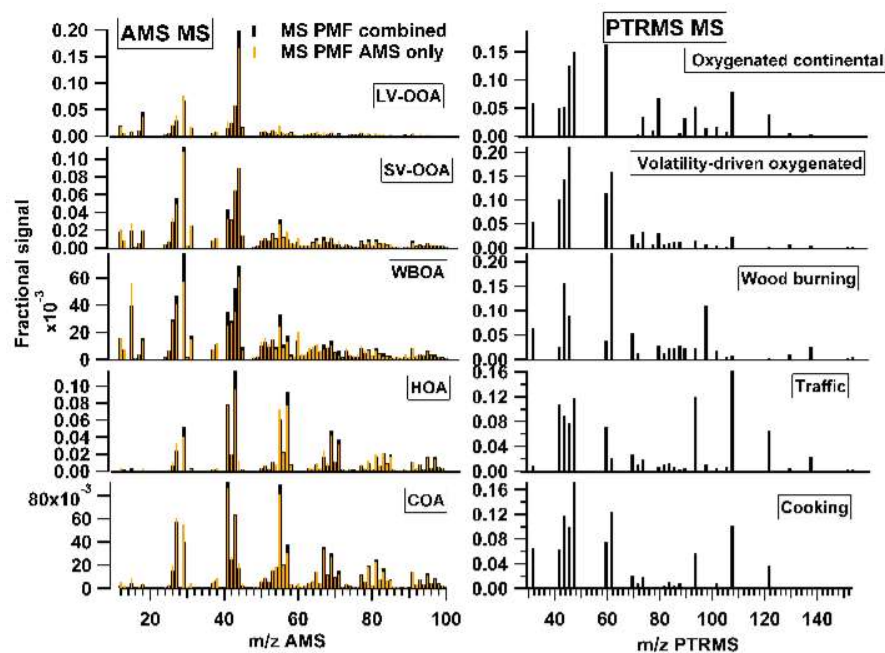 AMS MS
MS PMF combined
MS PMF AMS only
PTRMS MS
0.20
0.15
0.10
0.05
0.00
LV-OOA
0.15
0.10
0.05
0.00
Oxygenated continental
0.10
0.08
0.06
0.04
0.02
0.00
SV-OOA
0.20
0.15
0.10
0.05
0.00
Volatility-driven oxygenated
Fractional signal
x10-3
60
40
20
0
WBOA
0.20
0.15
0.10
0.05
0.00
Wood burning
0.10
0.08
0.06
0.04
0.02
0.00
HOA
0.16
0.12
0.08
0.04
0.00
Traffic
80x10-3
60
40
20
0
COA
0.16
0.12
0.08
0.04
0.00
Cooking
20 40 60 80 100
m/z AMS
40 60 80 100 120 140
m/z PTRMS